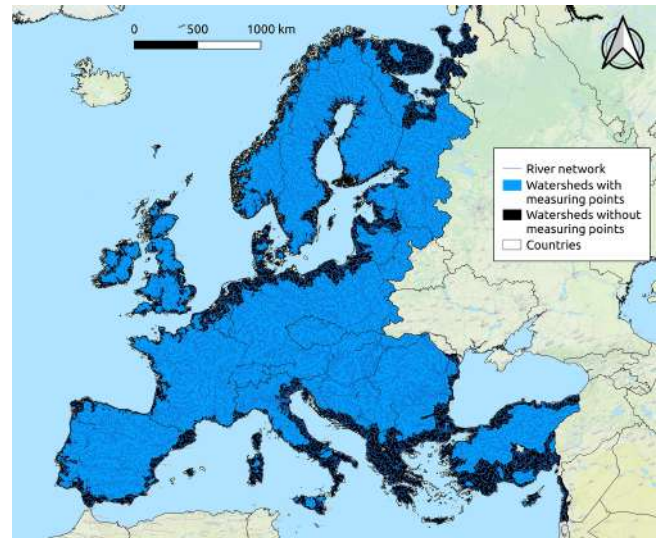 0 500 1000 km
River network
Watersheds with
measuring points
Watersheds without
measuring points
Countries